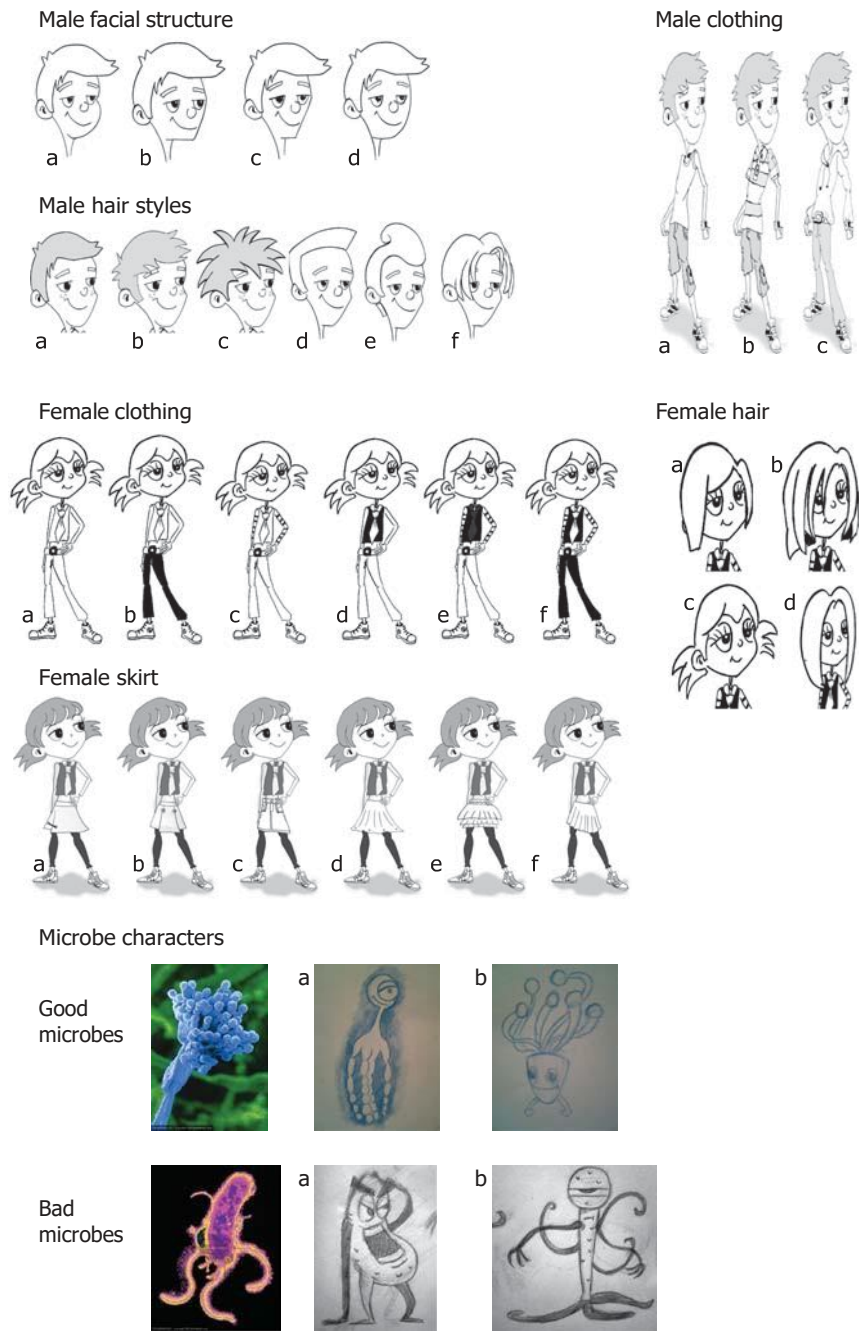 Male facial structure
Male clothing
a b c d
Male hair styles
a b c d e f
a b c
Female clothing
Female hair
a b
a b c d e f
c d
Female skirt
a b c d e f
Microbe characters
a b
Good
microbes
a b
Bad
microbes